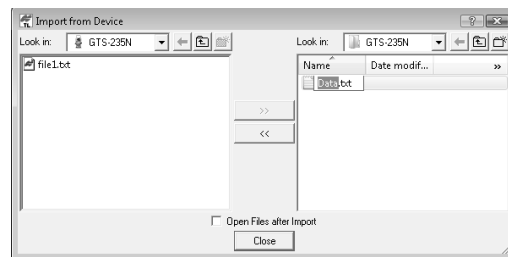 Import from Device
Look in: GTS-235N
file1.txt
>>
<<
Look in: GTS-235N
Name Date modif... »
Data.txt
Open Files after Import
Close